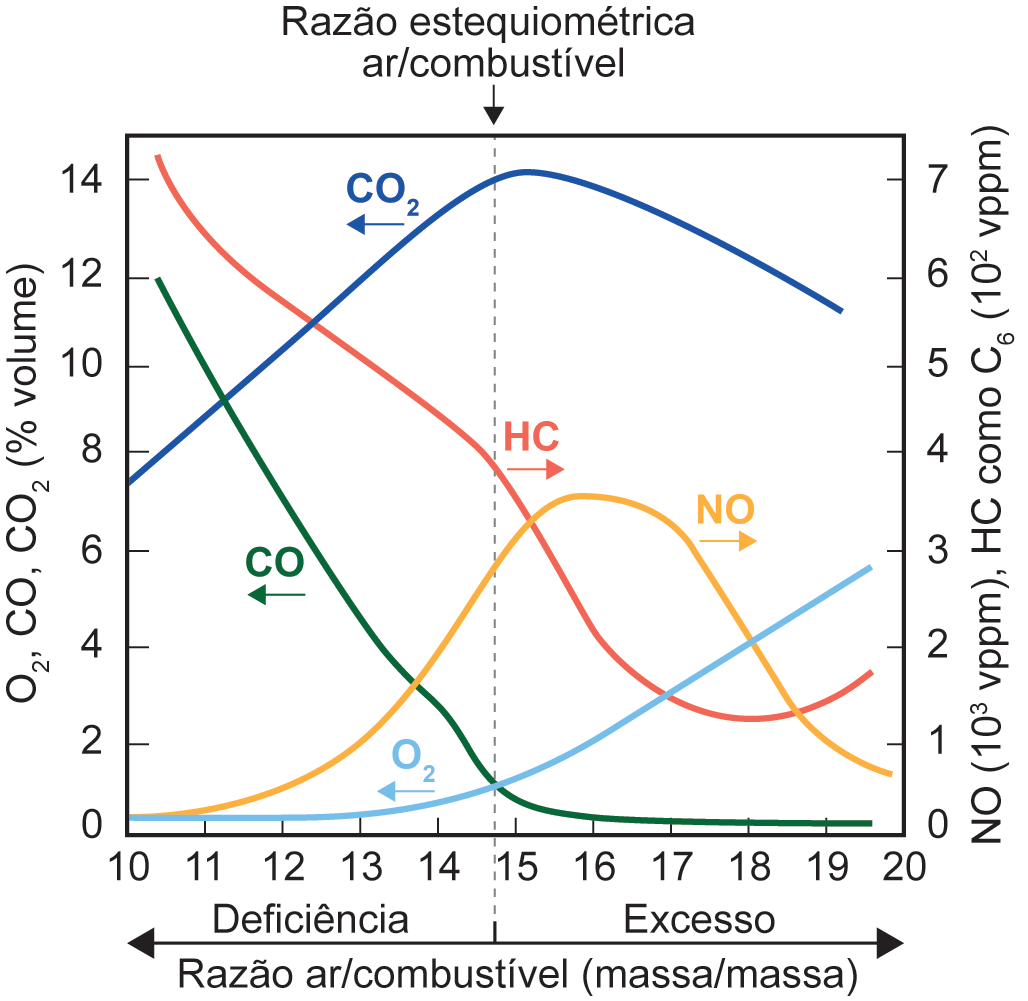 Razão estequiométrica
ar/combustível
O2, CO, CO2 (% volume)
14
12
10
8
6
4
2
0
CO2
HC
NO
CO
O2
7
6
5
4
3
2
1
0
NO (10³ vppm), HC como C6 (10² vppm)
10 11 12 13 14 15 16 17 18 19 20
Deficiência Excesso
Razão ar/combustível (massa/massa)